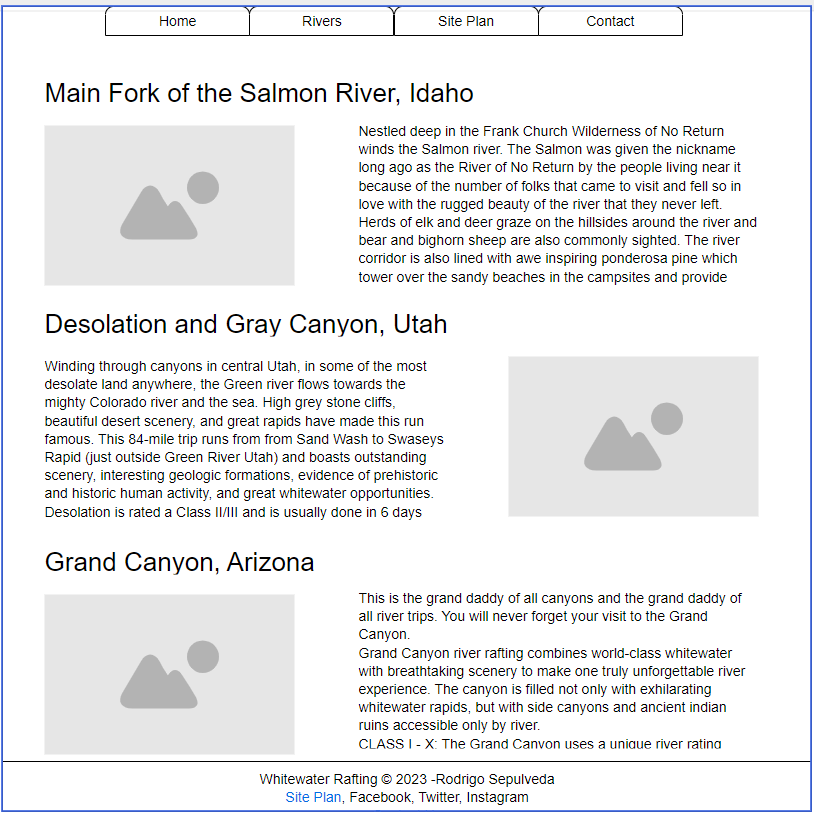 Home Rivers Site Plan Contact
Main Fork of the Salmon River, Idaho
Nestled deep in the Frank Church Wilderness of No Return
winds the Salmon river. The Salmon was given the nickname
long ago as the River of No Return by the people living near it
because of the number of folks that came to visit and fell so in
love with the rugged beauty of the river that they never left.
Herds of elk and deer graze on the hillsides around the river and
bear and bighorn sheep are also commonly sighted. The river
corridor is also lined with awe inspiring ponderosa pine which
tower over the sandy beaches in the campsites and provide
Desolation and Gray Canyon, Utah
Winding through canyons in central Utah, in some of the most
desolate land anywhere, the Green river flows towards the
mighty Colorado river and the sea. High grey stone cliffs,
beautiful desert scenery, and great rapids have made this run
famous. This 84-mile trip runs from from Sand Wash to Swaseys
Rapid (just outside Green River Utah) and boasts outstanding
scenery, interesting geologic formations, evidence of prehistoric
and historic human activity, and great whitewater opportunities.
Desolation is rated a Class II/III and is usually done in 6 days
Grand Canyon, Arizona
This is the grand daddy of all canyons and the grand daddy of
all river trips. You will never forget your visit to the Grand
Canyon.
Grand Canyon river rafting combines world-class whitewater
with breathtaking scenery to make one truly unforgettable river
experience. The canyon is filled not only with exhilarating
whitewater rapids, but with side canyons and ancient indian
ruins accessible only by river.
CLASS I - X: The Grand Canyon uses a unique river rating
Whitewater Rafting © 2023 -Rodrigo Sepulveda
Site Plan, Facebook, Twitter, Instagram